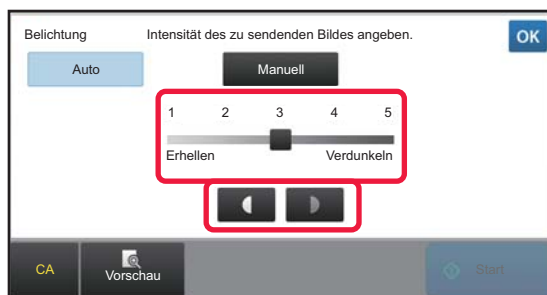 Belichtung Intensität des zu sendenden Bildes angeben. OK
Auto Manuell
1 2 3 4 5
Erhellen Verdunkeln
CA Vorschau Start